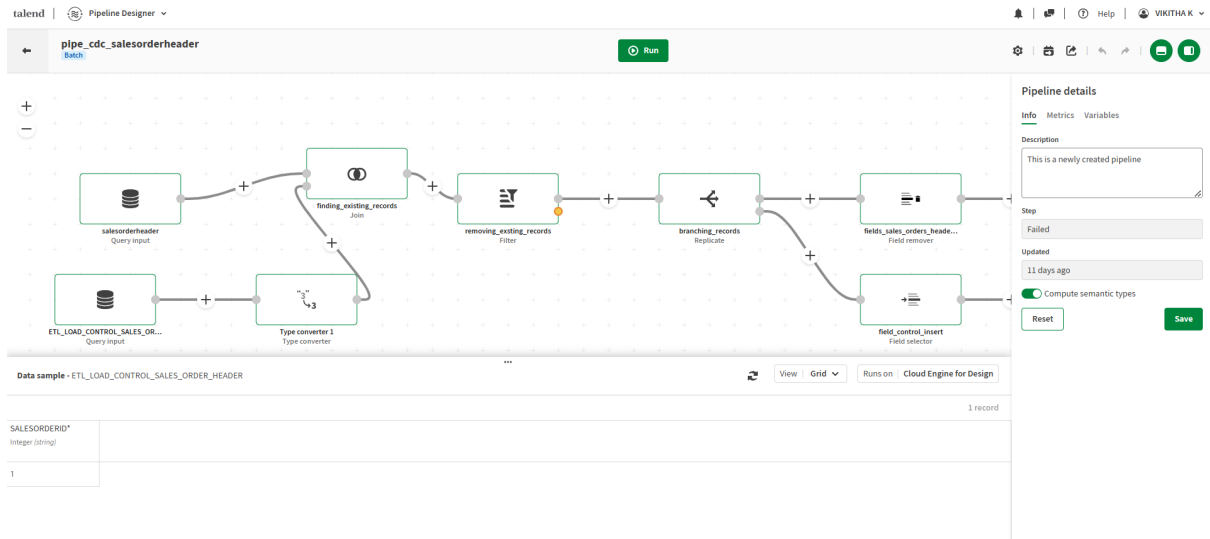 talend
Pipeline Designer
Help
VIKITHA K
pipe_cdc_salesorderheader
Batch
Run
Pipeline details
Info Metrics Variables
Description
This is a newly created pipeline
Step
Failed
Updated
11 days ago
Compute semantic types
Reset
Save
finding_existing_records
Join
salesorderheader
Query input
removing_exsting_records
Filter
branching_records
Replicate
fields_sales_orders_heade...
Field remover
"3"
3
ETL_LOAD_CONTROL_SALES_OR...
Query input
Type converter 1
Type converter
field_control_insert
Field selector
Data sample - ETL_LOAD_CONTROL_SALES_ORDER_HEADER
View Grid
Runs on Cloud Engine for Design
1 record
SALESORDERID*
Integer (string)
1